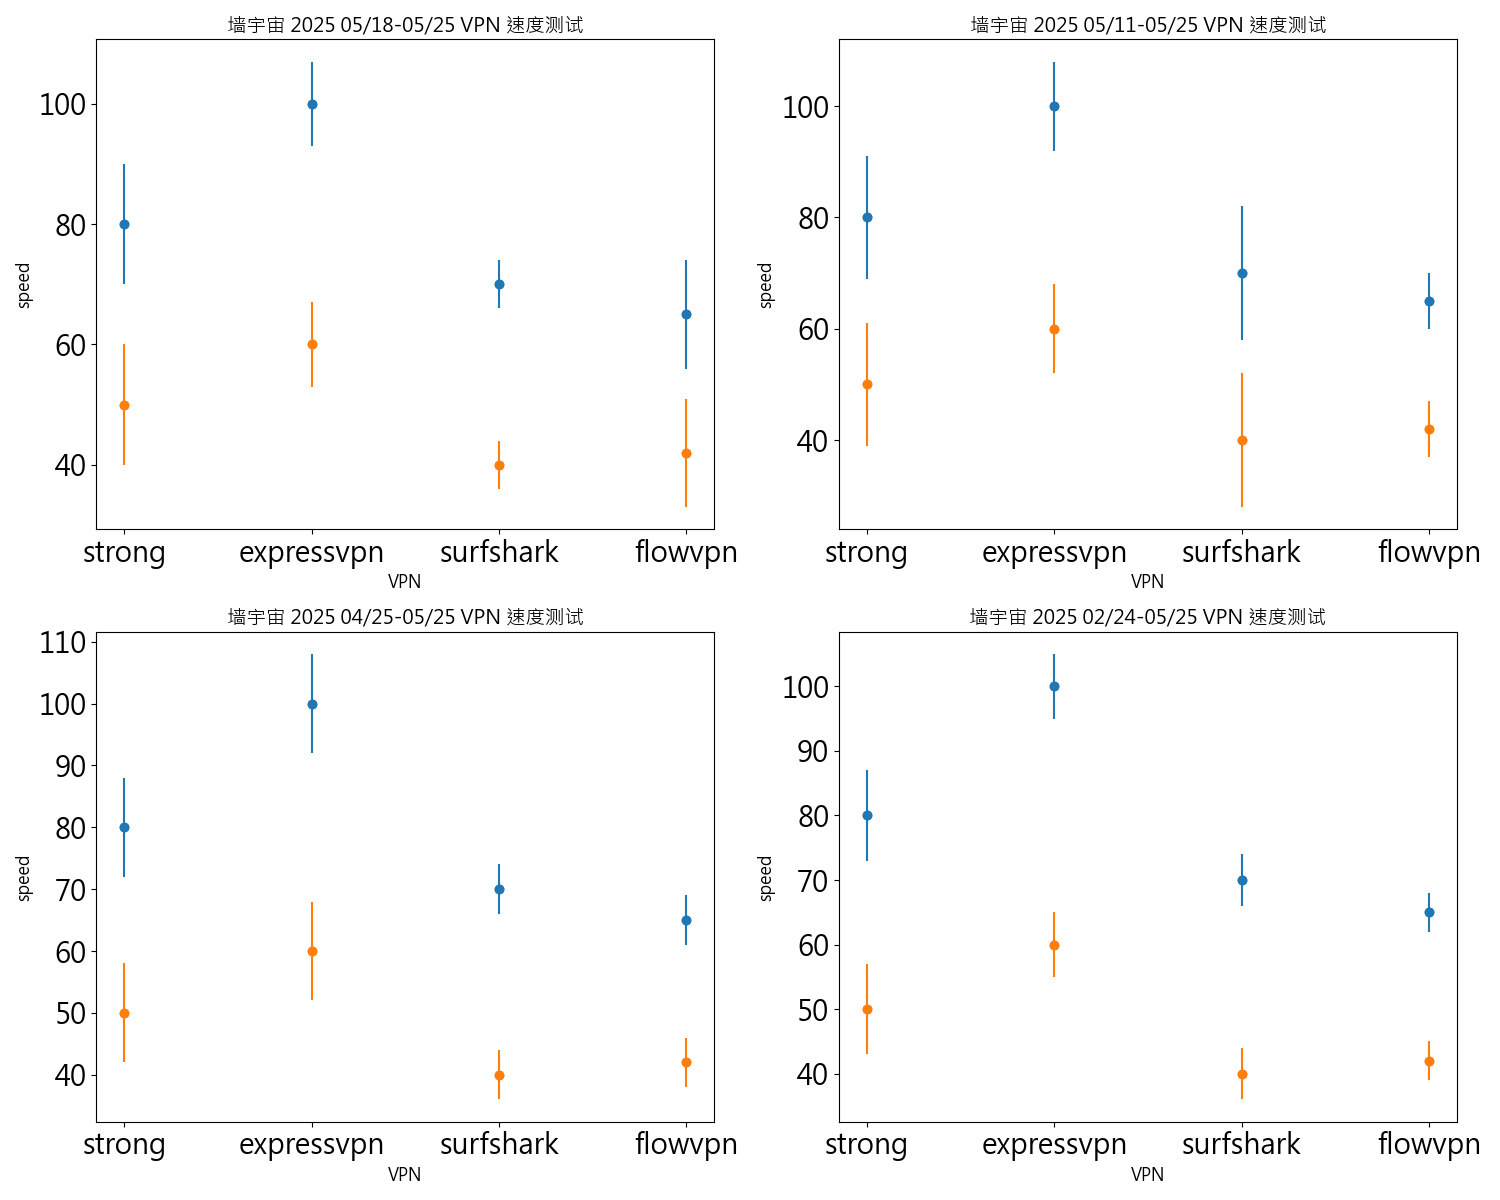 墙宇宙 2025 05/18-05/25 VPN 速度测试
100
80
60
40
speed
strong expressvpn surfshark flowvpn
VPN
墙宇宙 2025 05/11-05/25 VPN 速度测试
100
80
60
40
speed
strong expressvpn surfshark flowvpn
VPN
墙宇宙 2025 04/25-05/25 VPN 速度测试
110
100
90
80
70
60
50
40
speed
strong expressvpn surfshark flowvpn
VPN
墙宇宙 2025 02/24-05/25 VPN 速度测试
100
90
80
70
60
50
40
speed
strong expressvpn surfshark flowvpn
VPN